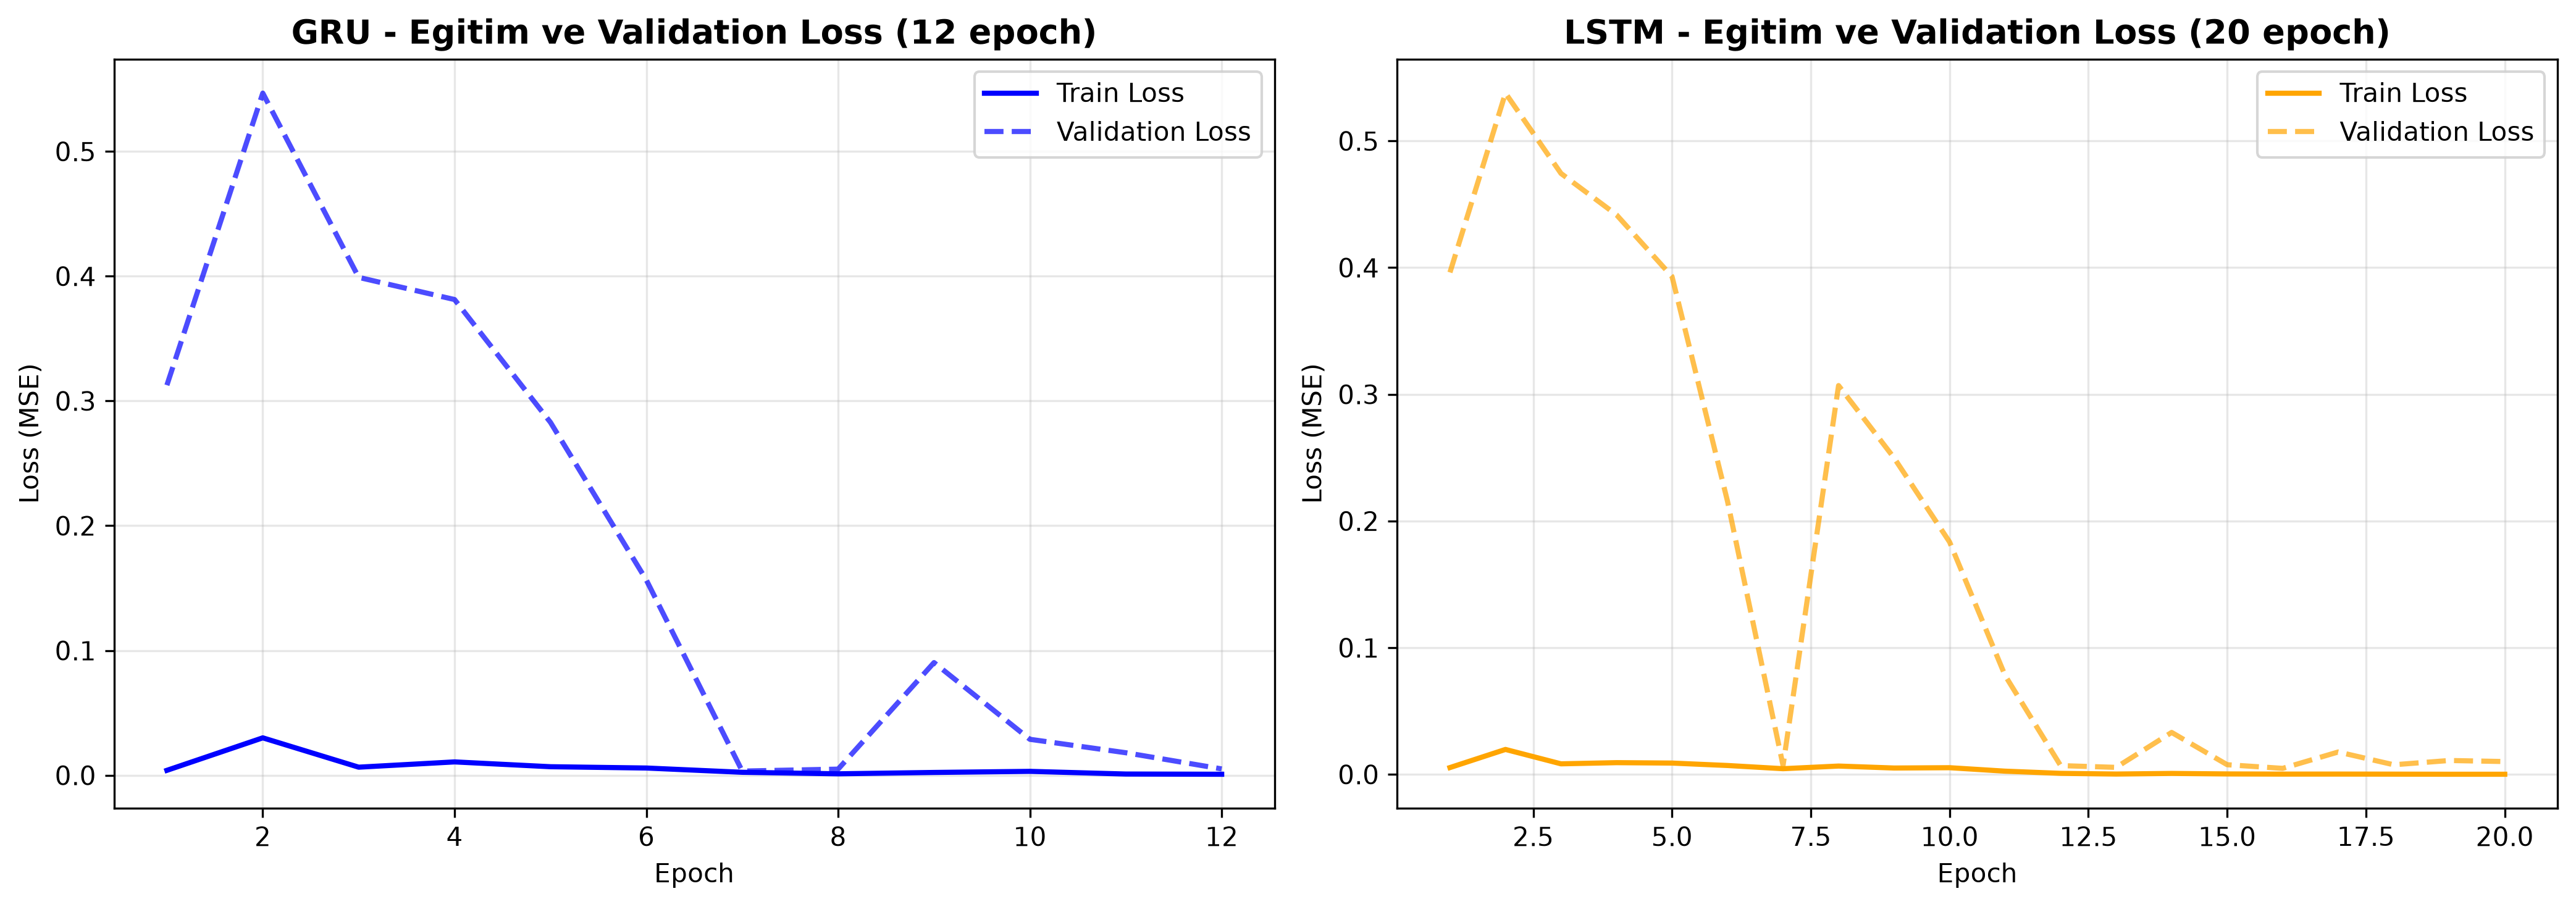 GRU - Egitim ve Validation Loss (12 epoch)
Train Loss
Validation Loss
Loss (MSE)
0.5
0.4
0.3
0.2
0.1
0.0
2 4 6 8 10 12
Epoch
LSTM - Egitim ve Validation Loss (20 epoch)
Train Loss
Validation Loss
Loss (MSE)
0.5
0.4
0.3
0.2
0.1
0.0
2.5 5.0 7.5 10.0 12.5 15.0 17.5 20.0
Epoch